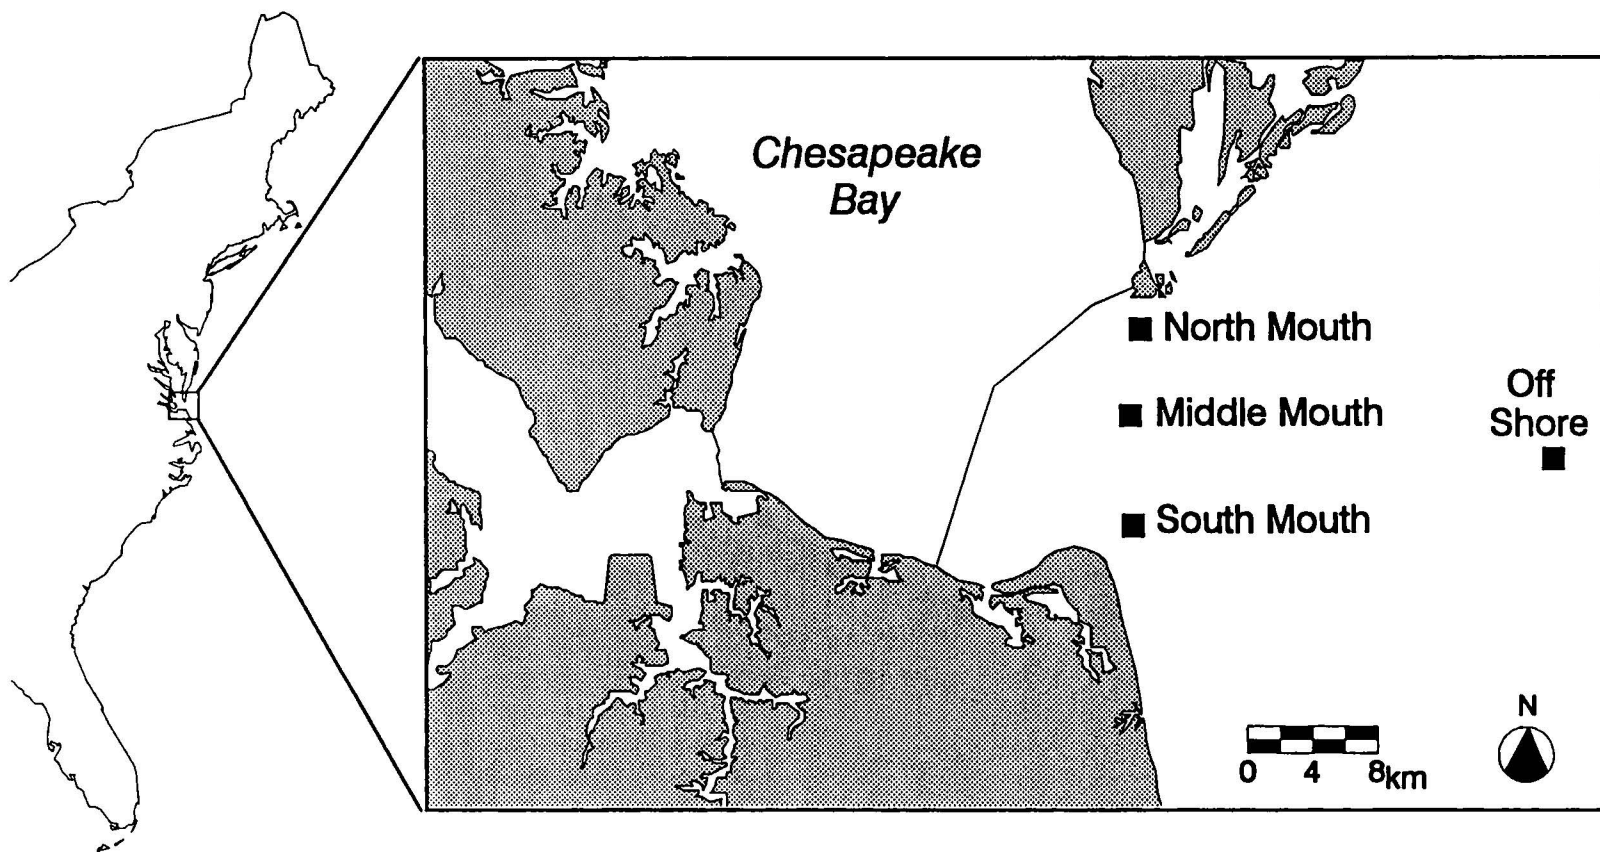 Chesapeake
Bay
North Mouth
Middle Mouth
Off
Shore
South Mouth
N
0 4 8km